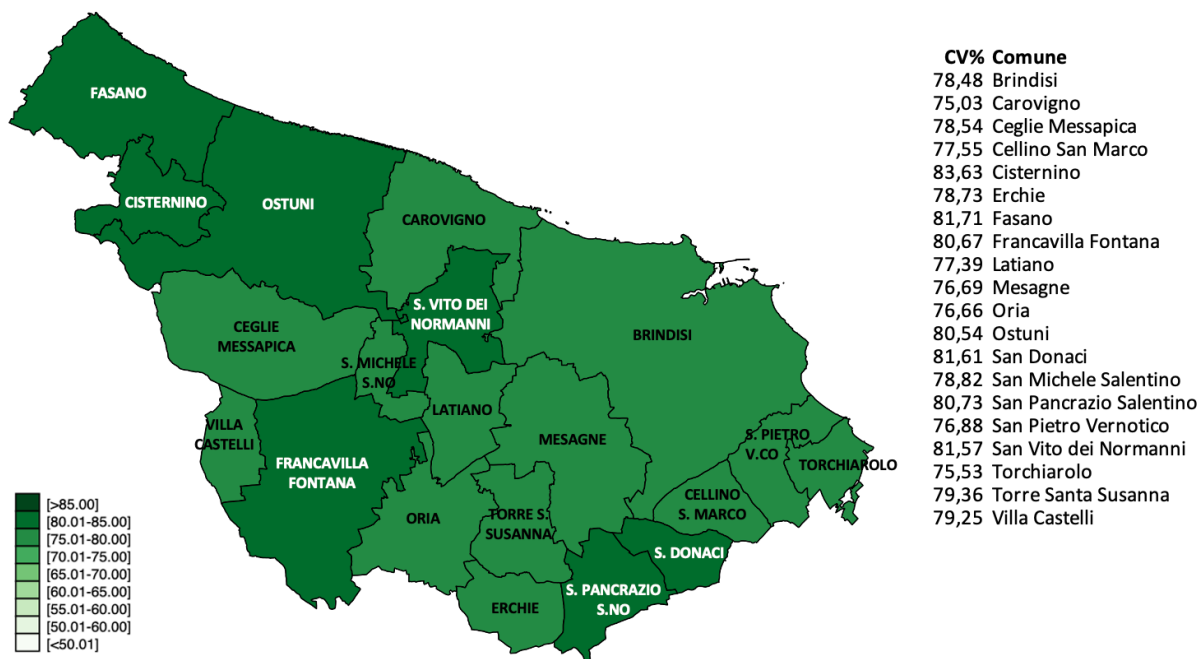 FASANO
CISTERNINO
OSTUNI
CAROVIGNO
S. VITO DEI
NORMANNI
CEGLIE
MESSAPICA
BRINDISI
S. MICHELE
S.NO
LATIANO
VILLA
CASTELLI
MESAGNE
S. PIETRO
V.CO
TORCHIAROLO
FRANCAVILLA
FONTANA
CELLINO
S. MARCO
ORIA
TORRE S.
SUSANNA
S. DONACI
S. PANCRAZIO
S.NO
ERCHIE
[>85.00]
[80.01-85.00]
[75.01-80.00]
[70.01-75.00]
[65.01-70.00]
[60.01-65.00]
[55.01-60.00]
[50.01-60.00]
[<50.01]
CV% Comune
78,48 Brindisi
75,03 Carovigno
78,54 Ceglie Messapica
77,55 Cellino San Marco
83,63 Cisternino
78,73 Erchie
81,71 Fasano
80,67 Francavilla Fontana
77,39 Latiano
76,69 Mesagne
76,66 Oria
80,54 Ostuni
81,61 San Donaci
78,82 San Michele Salentino
80,73 San Pancrazio Salentino
76,88 San Pietro Vernotico
81,57 San Vito dei Normanni
75,53 Torchiarolo
79,36 Torre Santa Susanna
79,25 Villa Castelli